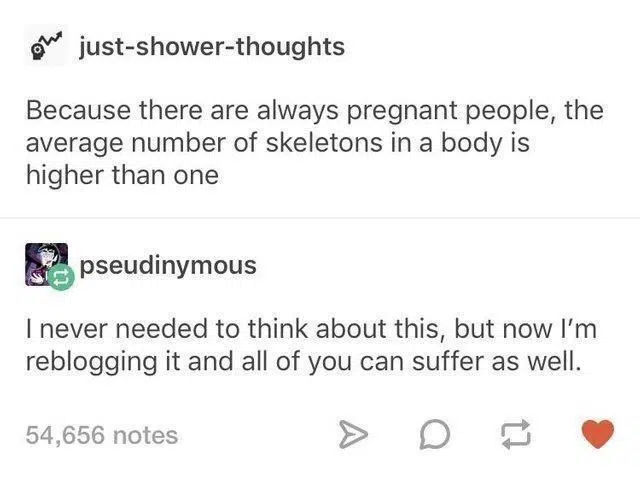 just-shower-thoughts
Because there are always pregnant people, the
average number of skeletons in a body is
higher than one
pseudinymous
I never needed to think about this, but now I'm
reblogging it and all of you can suffer as well.
54,656 notes